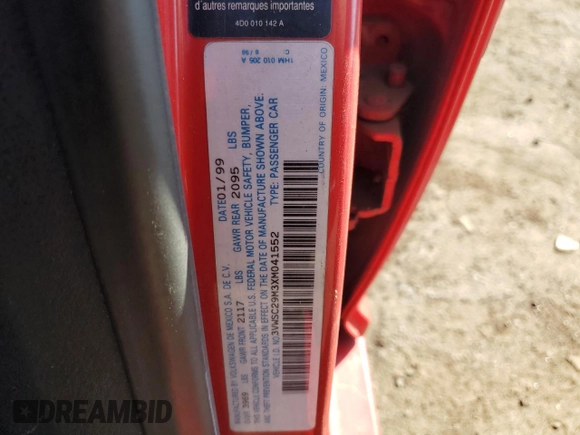 d'autres remarques importantes
4D0 010 142 A
1HM 010 205 A
C
MANUFACTURED BY VOLKSWAGEN DE MEXICO S.A. DE C.V. DATE 01/99
LBS GAWR FRONT 2117 LBS GAWR REAR 2095 LBS
THIS VEHICLE CONFORMS TO ALL APPLICABLE U.S. FEDERAL MOTOR VEHICLE SAFETY, BUMPER,
AND THEFT PREVENTION STANDARDS IN EFFECT ON THE DATE OF MANUFACTURE SHOWN ABOVE.
VEHICLE I.D. NO 3VWSC29M3XM041552 TYPE: PASSENGER CAR
COUNTRY OF ORIGIN: MEXICO
DREAMBID